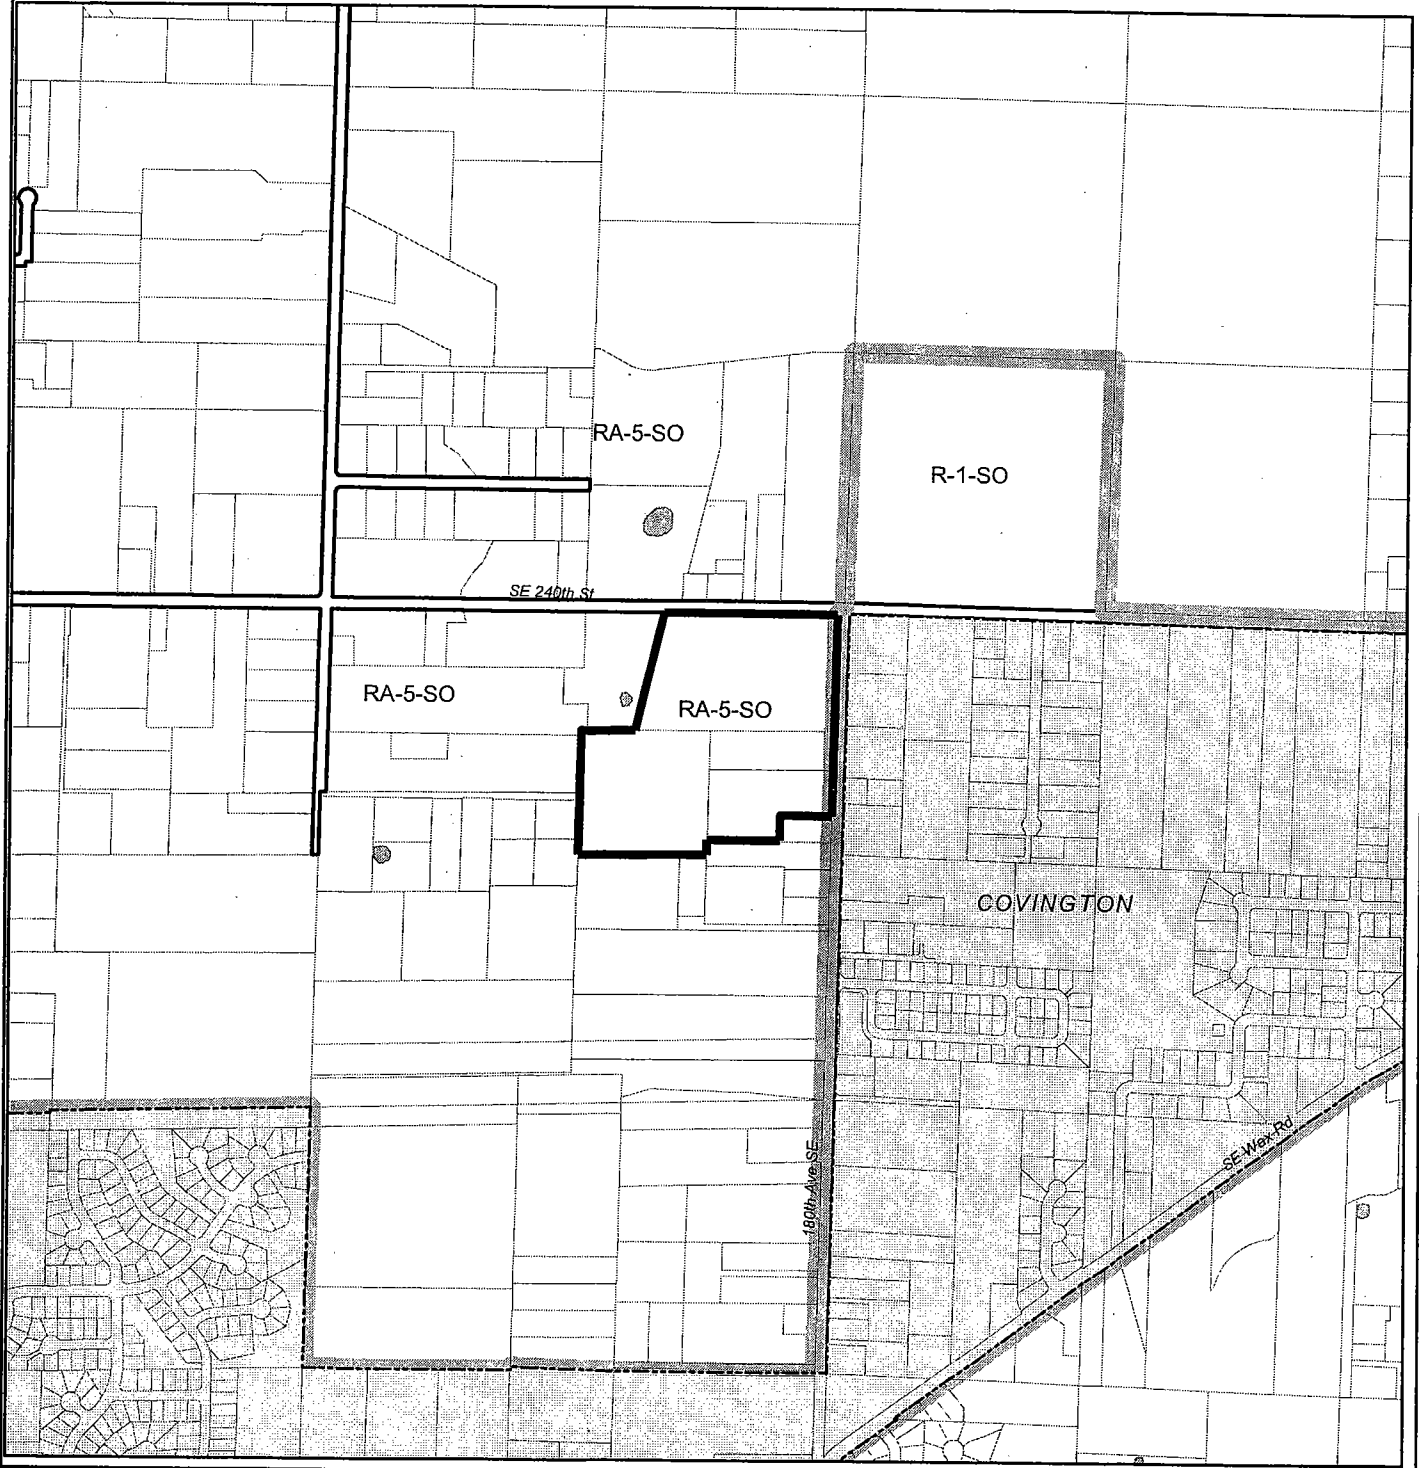 RA-5-SO
R-1-SO
SE 240th St
RA-5-SO
RA-5-SO
COVINGTON
SE Wax Rd
180th Ave SE